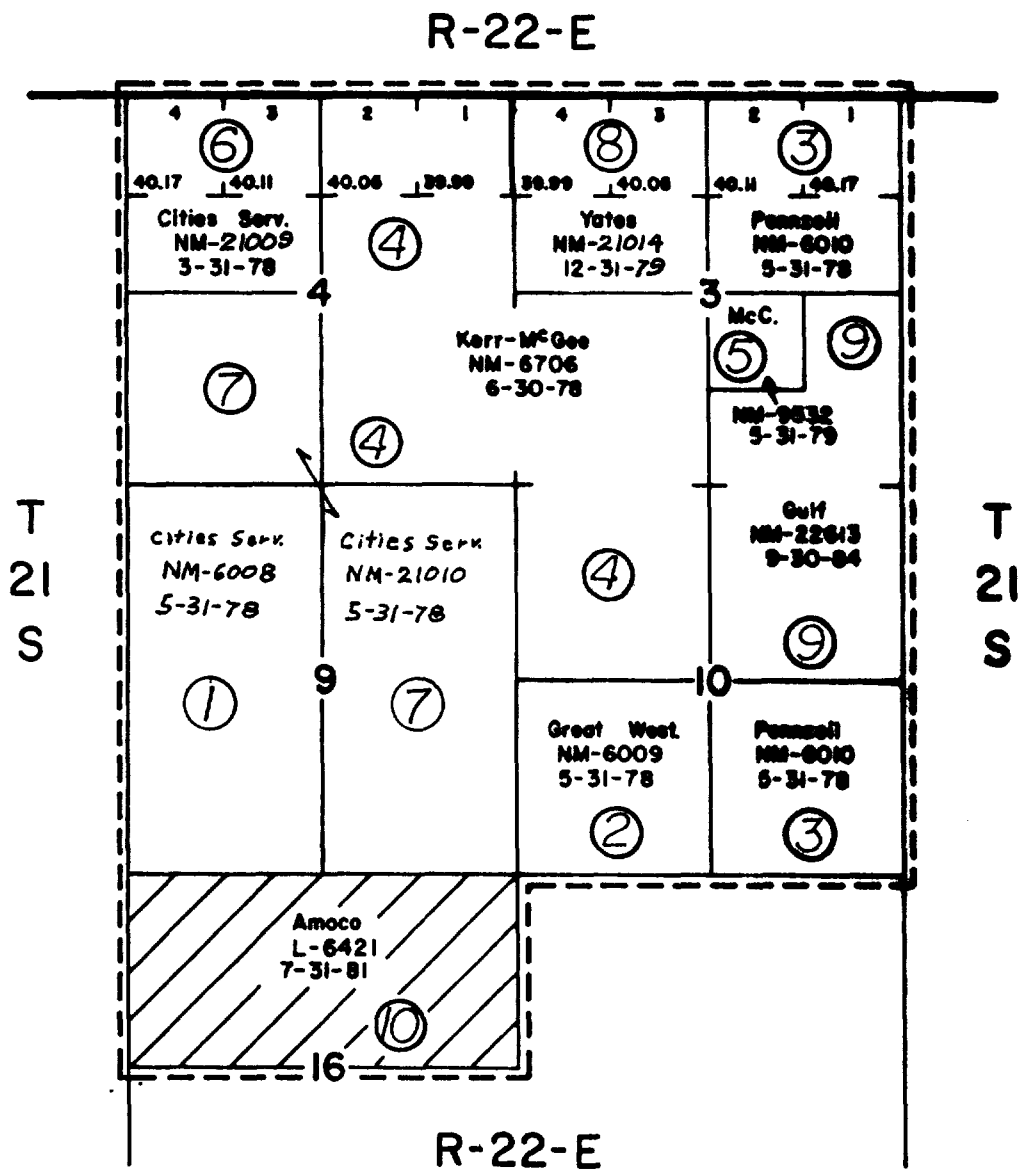 R-22-E
4 3 2 1 4 3 2 1
6 8 3
40.17 40.11 40.06 39.99 39.99 40.06 40.11 40.17
Cities Serv.
NM-21009
3-31-78
4
Yates
NM-21014
12-31-79
Pennzoil
NM-6010
5-31-78
4
3
Kerr-McGee
NM-6706
6-30-78
McC.
5
9
NM-9532
5-31-79
7
4
T
21
S
Cities Serv.
NM-6008
5-31-78
Cities Serv.
NM-21010
5-31-78
4
Gulf
NM-22613
9-30-84
9
T
21
S
1
9
7
10
Great West.
NM-6009
5-31-78
2
Pennzoil
NM-6010
5-31-78
3
Amoco
L-6421
7-31-81
10
16
R-22-E